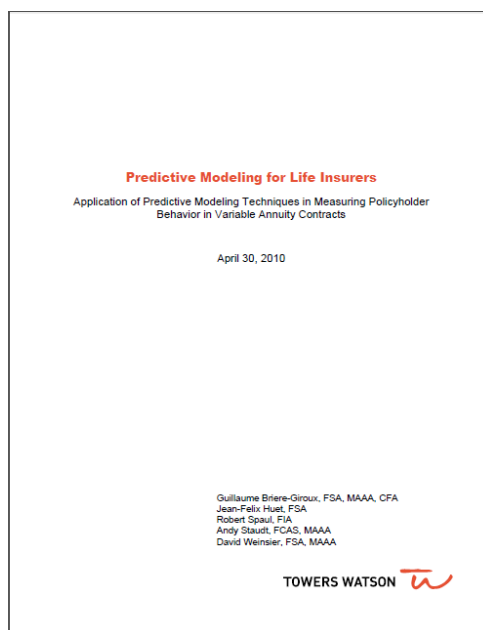 Predictive Modeling for Life Insurers
Application of Predictive Modeling Techniques in Measuring Policyholder
Behavior in Variable Annuity Contracts
April 30, 2010
Guillaume Briere-Giroux, FSA, MAAA, CFA
Jean-Felix Huet, FSA
Robert Spaul, FIA
Andy Staudt, FCAS, MAAA
David Weinsier, FSA, MAAA
TOWERS WATSON